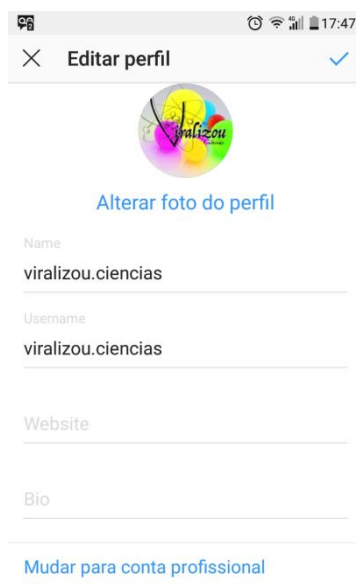 4G
17:47
Editar perfil
Viralizou
Alterar foto do perfil
Name
viralizou.ciencias
Username
viralizou.ciencias
Website
Bio
Mudar para conta profissional